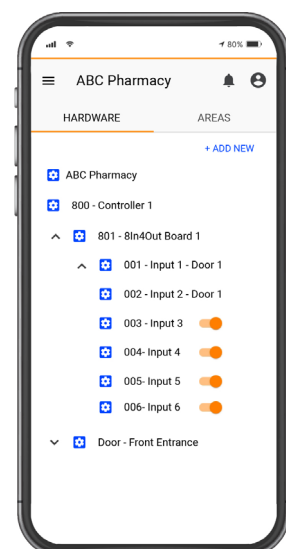 80%
ABC Pharmacy
HARDWARE AREAS
+ ADD NEW
ABC Pharmacy
800 - Controller 1
801 - 8In4Out Board 1
001 - Input 1 - Door 1
002 - Input 2 - Door 1
003 - Input 3
004- Input 4
005- Input 5
006- Input 6
Door - Front Entrance